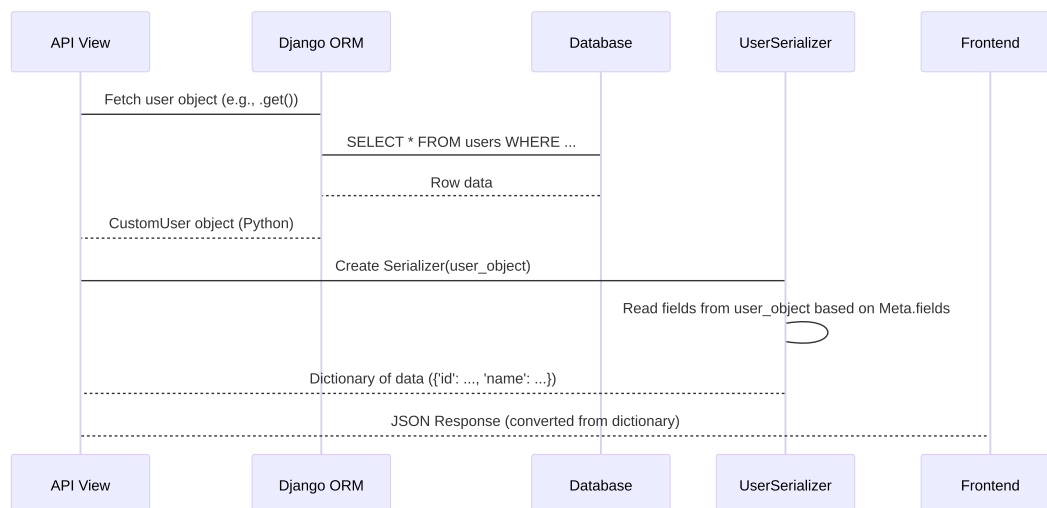 API View
Django ORM
Database
UserSerializer
Frontend
Fetch user object (e.g., .get())
SELECT * FROM users WHERE ...
Row data
CustomUser object (Python)
Create Serializer(user_object)
Read fields from user_object based on Meta.fields
Dictionary of data ({'id': ..., 'name': ...})
JSON Response (converted from dictionary)
API View
Django ORM
Database
UserSerializer
Frontend